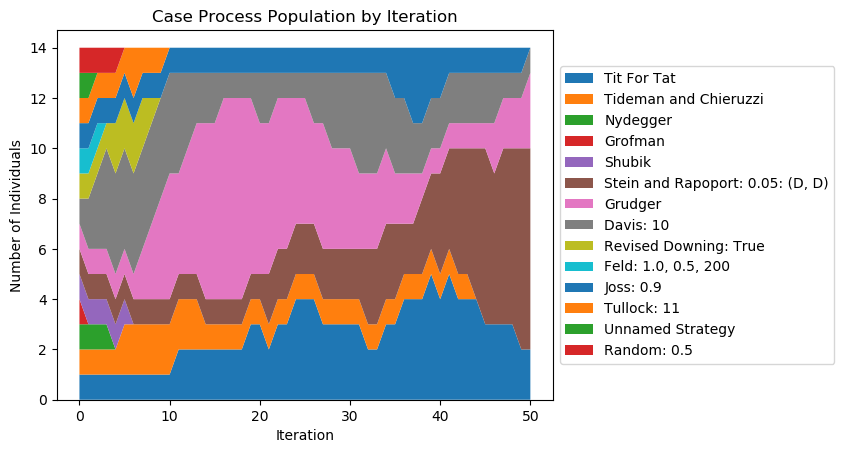 Case Process Population by Iteration
Number of Individuals
14
12
10
8
6
4
2
0
0 10 20 30 40 50
Iteration
Tit For Tat
Tideman and Chieruzzi
Nydegger
Grofman
Shubik
Stein and Rapoport: 0.05: (D, D)
Grudger
Davis: 10
Revised Downing: True
Feld: 1.0, 0.5, 200
Joss: 0.9
Tullock: 11
Unnamed Strategy
Random: 0.5